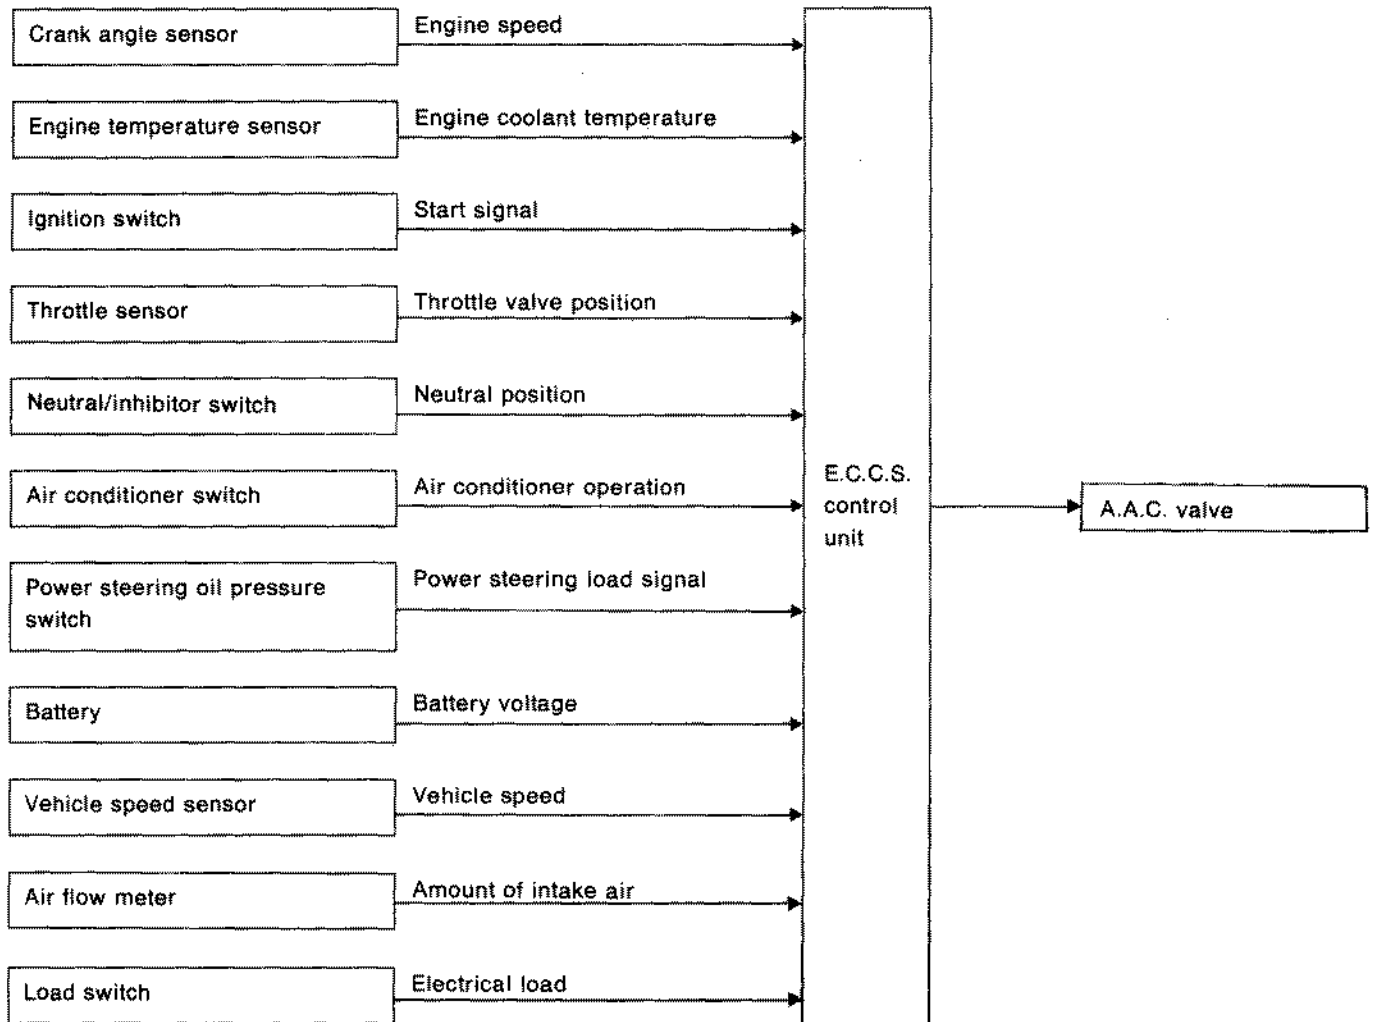 Crank angle sensor
Engine speed
Engine temperature sensor
Engine coolant temperature
Ignition switch
Start signal
Throttle sensor
Throttle valve position
Neutral/inhibitor switch
Neutral position
Air conditioner switch
Air conditioner operation
Power steering oil pressure
switch
Power steering load signal
Battery
Battery voltage
Vehicle speed sensor
Vehicle speed
Air flow meter
Amount of intake air
Load switch
Electrical load
E.C.C.S.
control
unit
A.A.C. valve